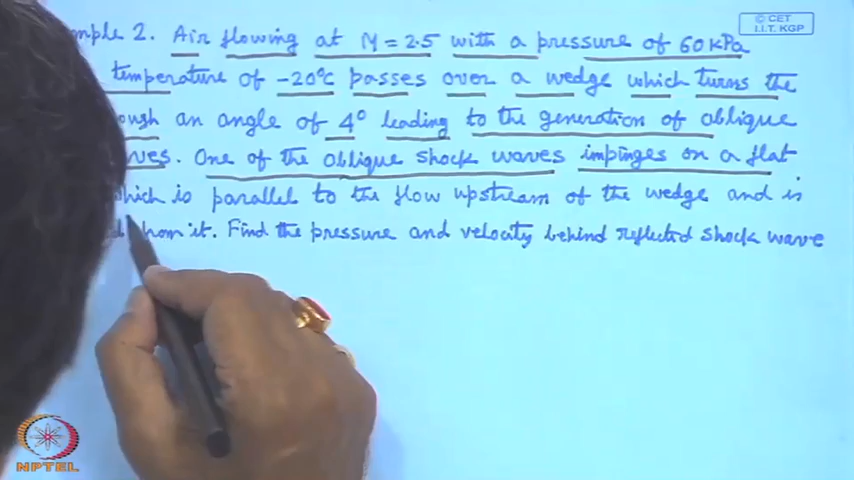 mple 2. Air flowing at M = 2.5 with a pressure of 60 kPa
temperature of -20°C passes over a wedge which turns the
ough an angle of 4° leading to the generation of oblique
ves. One of the oblique shock waves impinges on a flat
which is parallel to the flow upstream of the wedge and is
d from it. Find the pressure and velocity behind reflected shock wave
© CET
I.I.T. KGP
NPTEL